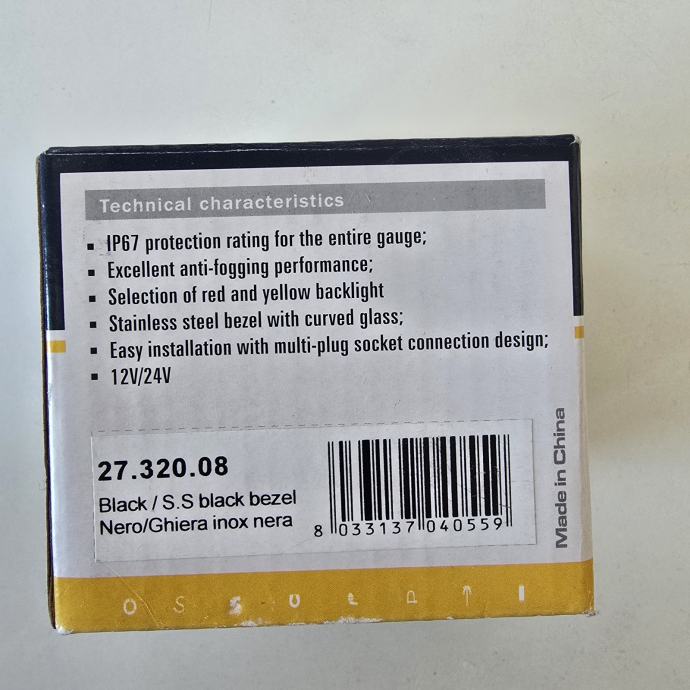 Technical characteristics
▪ IP67 protection rating for the entire gauge;
▪ Excellent anti-fogging performance;
▪ Selection of red and yellow backlight
▪ Stainless steel bezel with curved glass;
▪ Easy installation with multi-plug socket connection design;
▪ 12V/24V
27.320.08
Black / S.S black bezel
Nero/Ghiera inox nera
8 033137 040559
Made in China